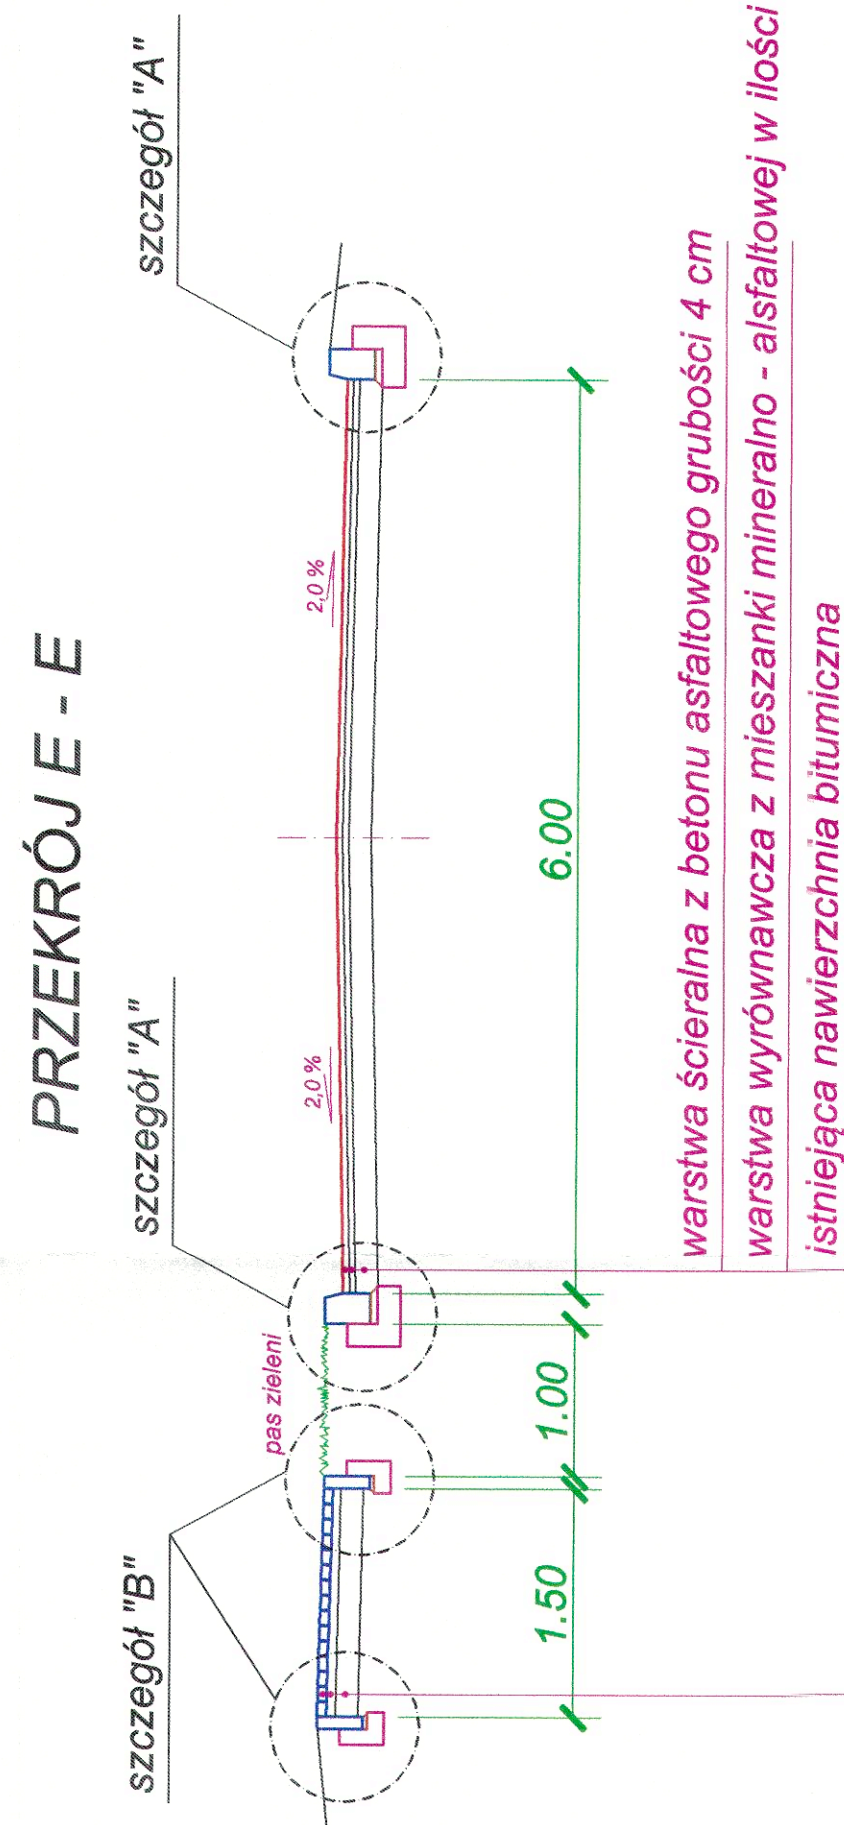 PRZEKRÓJ E - E
szczegół "B"
szczegół "A"
szczegół "A"
pas zieleni
2,0 %
2,0 %
1.50
1.00
6.00
warstwa ścieralna z betonu asfaltowego grubości 4 cm
warstwa wyrównawcza z mieszanki mineralno - alsfaltowej w ilości
istniejąca nawierzchnia bitumiczna